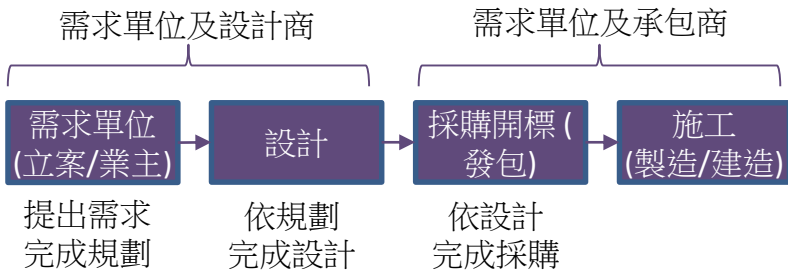 需求單位及設計商
需求單位及承包商
需求單位
(立案/業主)
設計
採購開標 (
發包)
施工
(製造/建造)
提出需求
完成規劃
依規劃
完成設計
依設計
完成採購